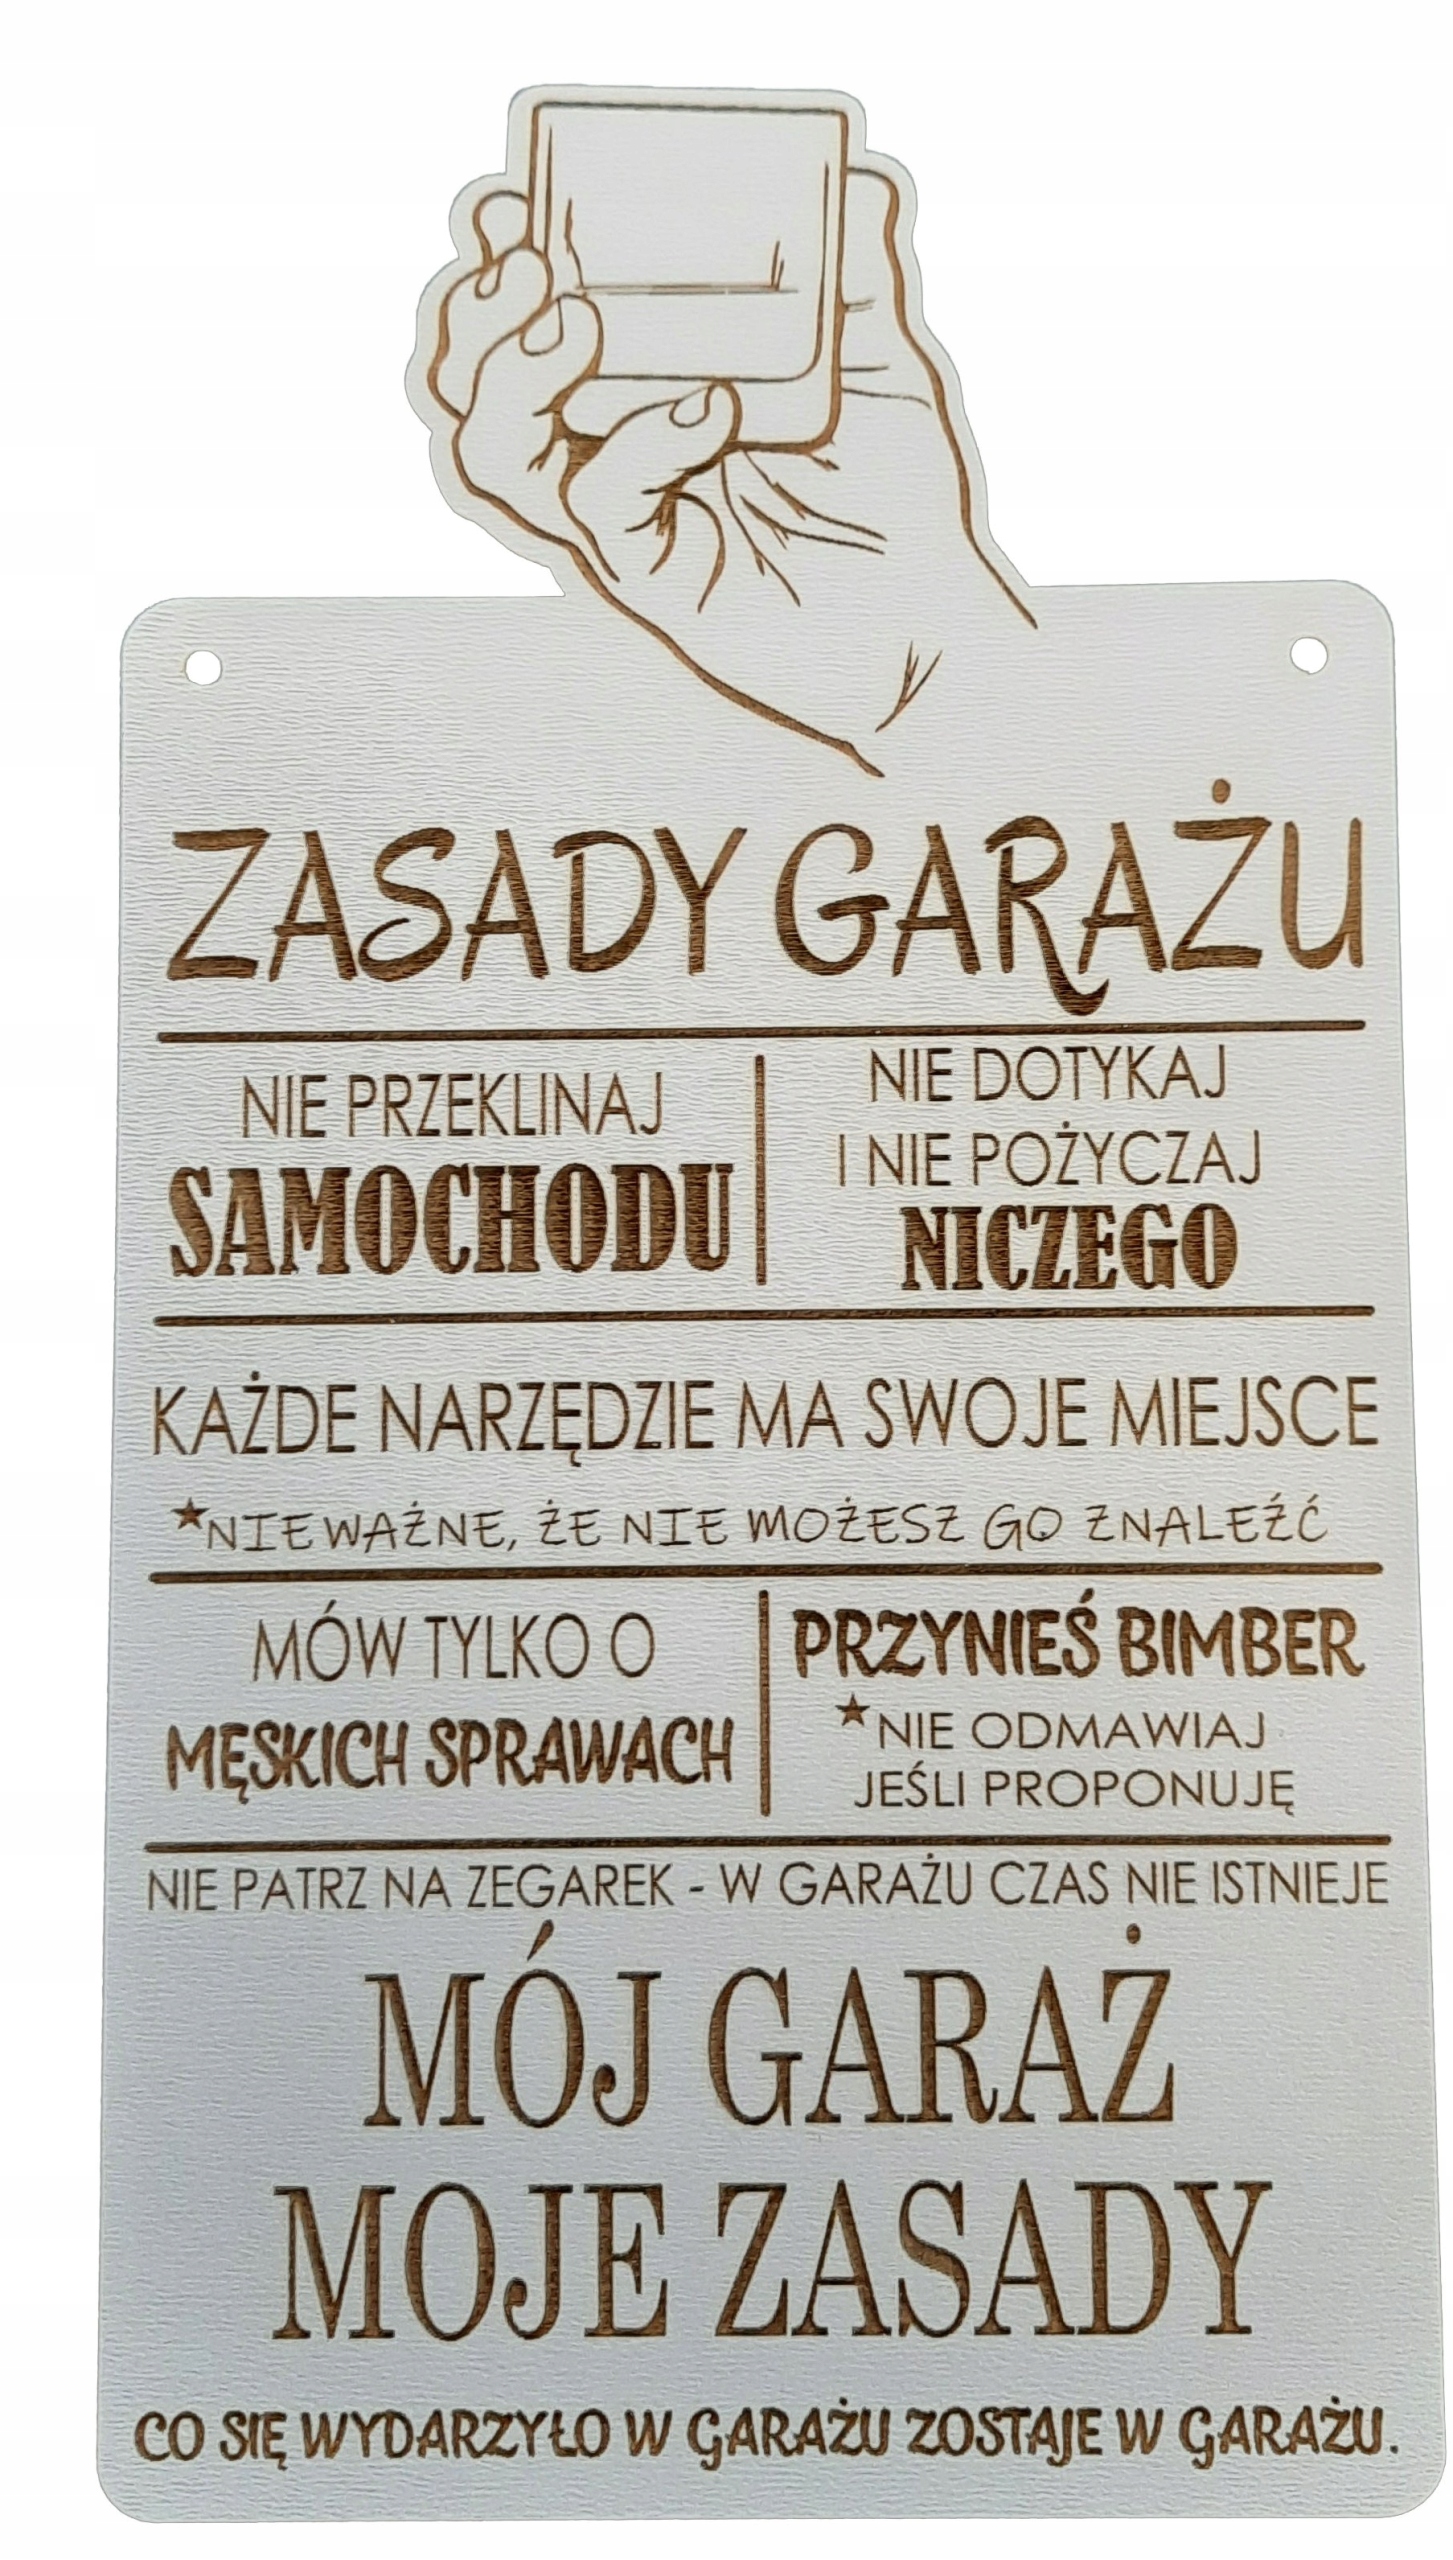 ZASADY GARAŻU
NIE PRZEKLINAJ
SAMOCHODU
NIE DOTYKAJ
I NIE POŻYCZAJ
NICZEGO
KAŻDE NARZĘDZIE MA SWOJE MIEJSCE
★NIEWAŻNE, ŻE NIE MOŻESZ GO ZNALEŹĆ
MÓW TYLKO O
MĘSKICH SPRAWACH
PRZYNIEŚ BIMBER
★NIE ODMAWIAJ
JEŚLI PROPONUJĘ
NIE PATRZ NA ZEGAREK - W GARAŻU CZAS NIE ISTNIEJE
MÓJ GARAŻ
MOJE ZASADY
CO SIĘ WYDARZYŁO W GARAŻU ZOSTAJE W GARAŻU.